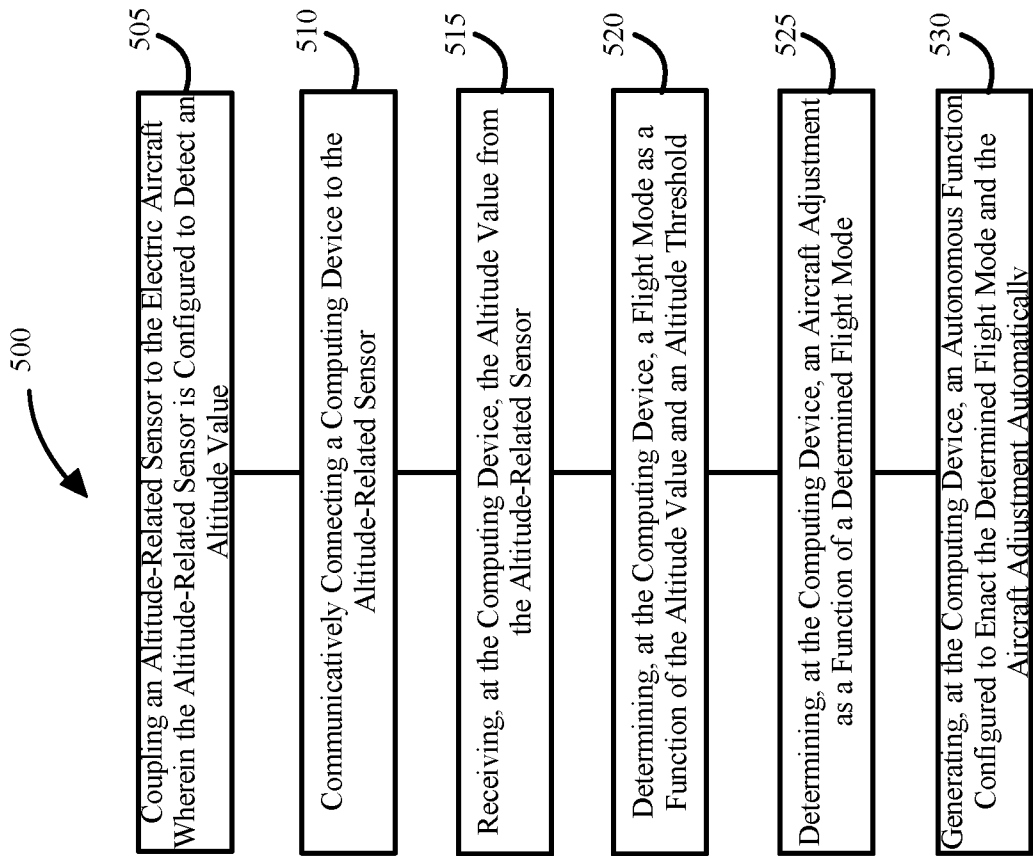 500
505
Coupling an Altitude-Related Sensor to the Electric Aircraft
Wherein the Altitude-Related Sensor is Configured to Detect an
Altitude Value
510
Communicatively Connecting a Computing Device to the
Altitude-Related Sensor
515
Receiving, at the Computing Device, the Altitude Value from
the Altitude-Related Sensor
520
Determining, at the Computing Device, a Flight Mode as a
Function of the Altitude Value and an Altitude Threshold
525
Determining, at the Computing Device, an Aircraft Adjustment
as a Function of a Determined Flight Mode
530
Generating, at the Computing Device, an Autonomous Function
Configured to Enact the Determined Flight Mode and the
Aircraft Adjustment Automatically